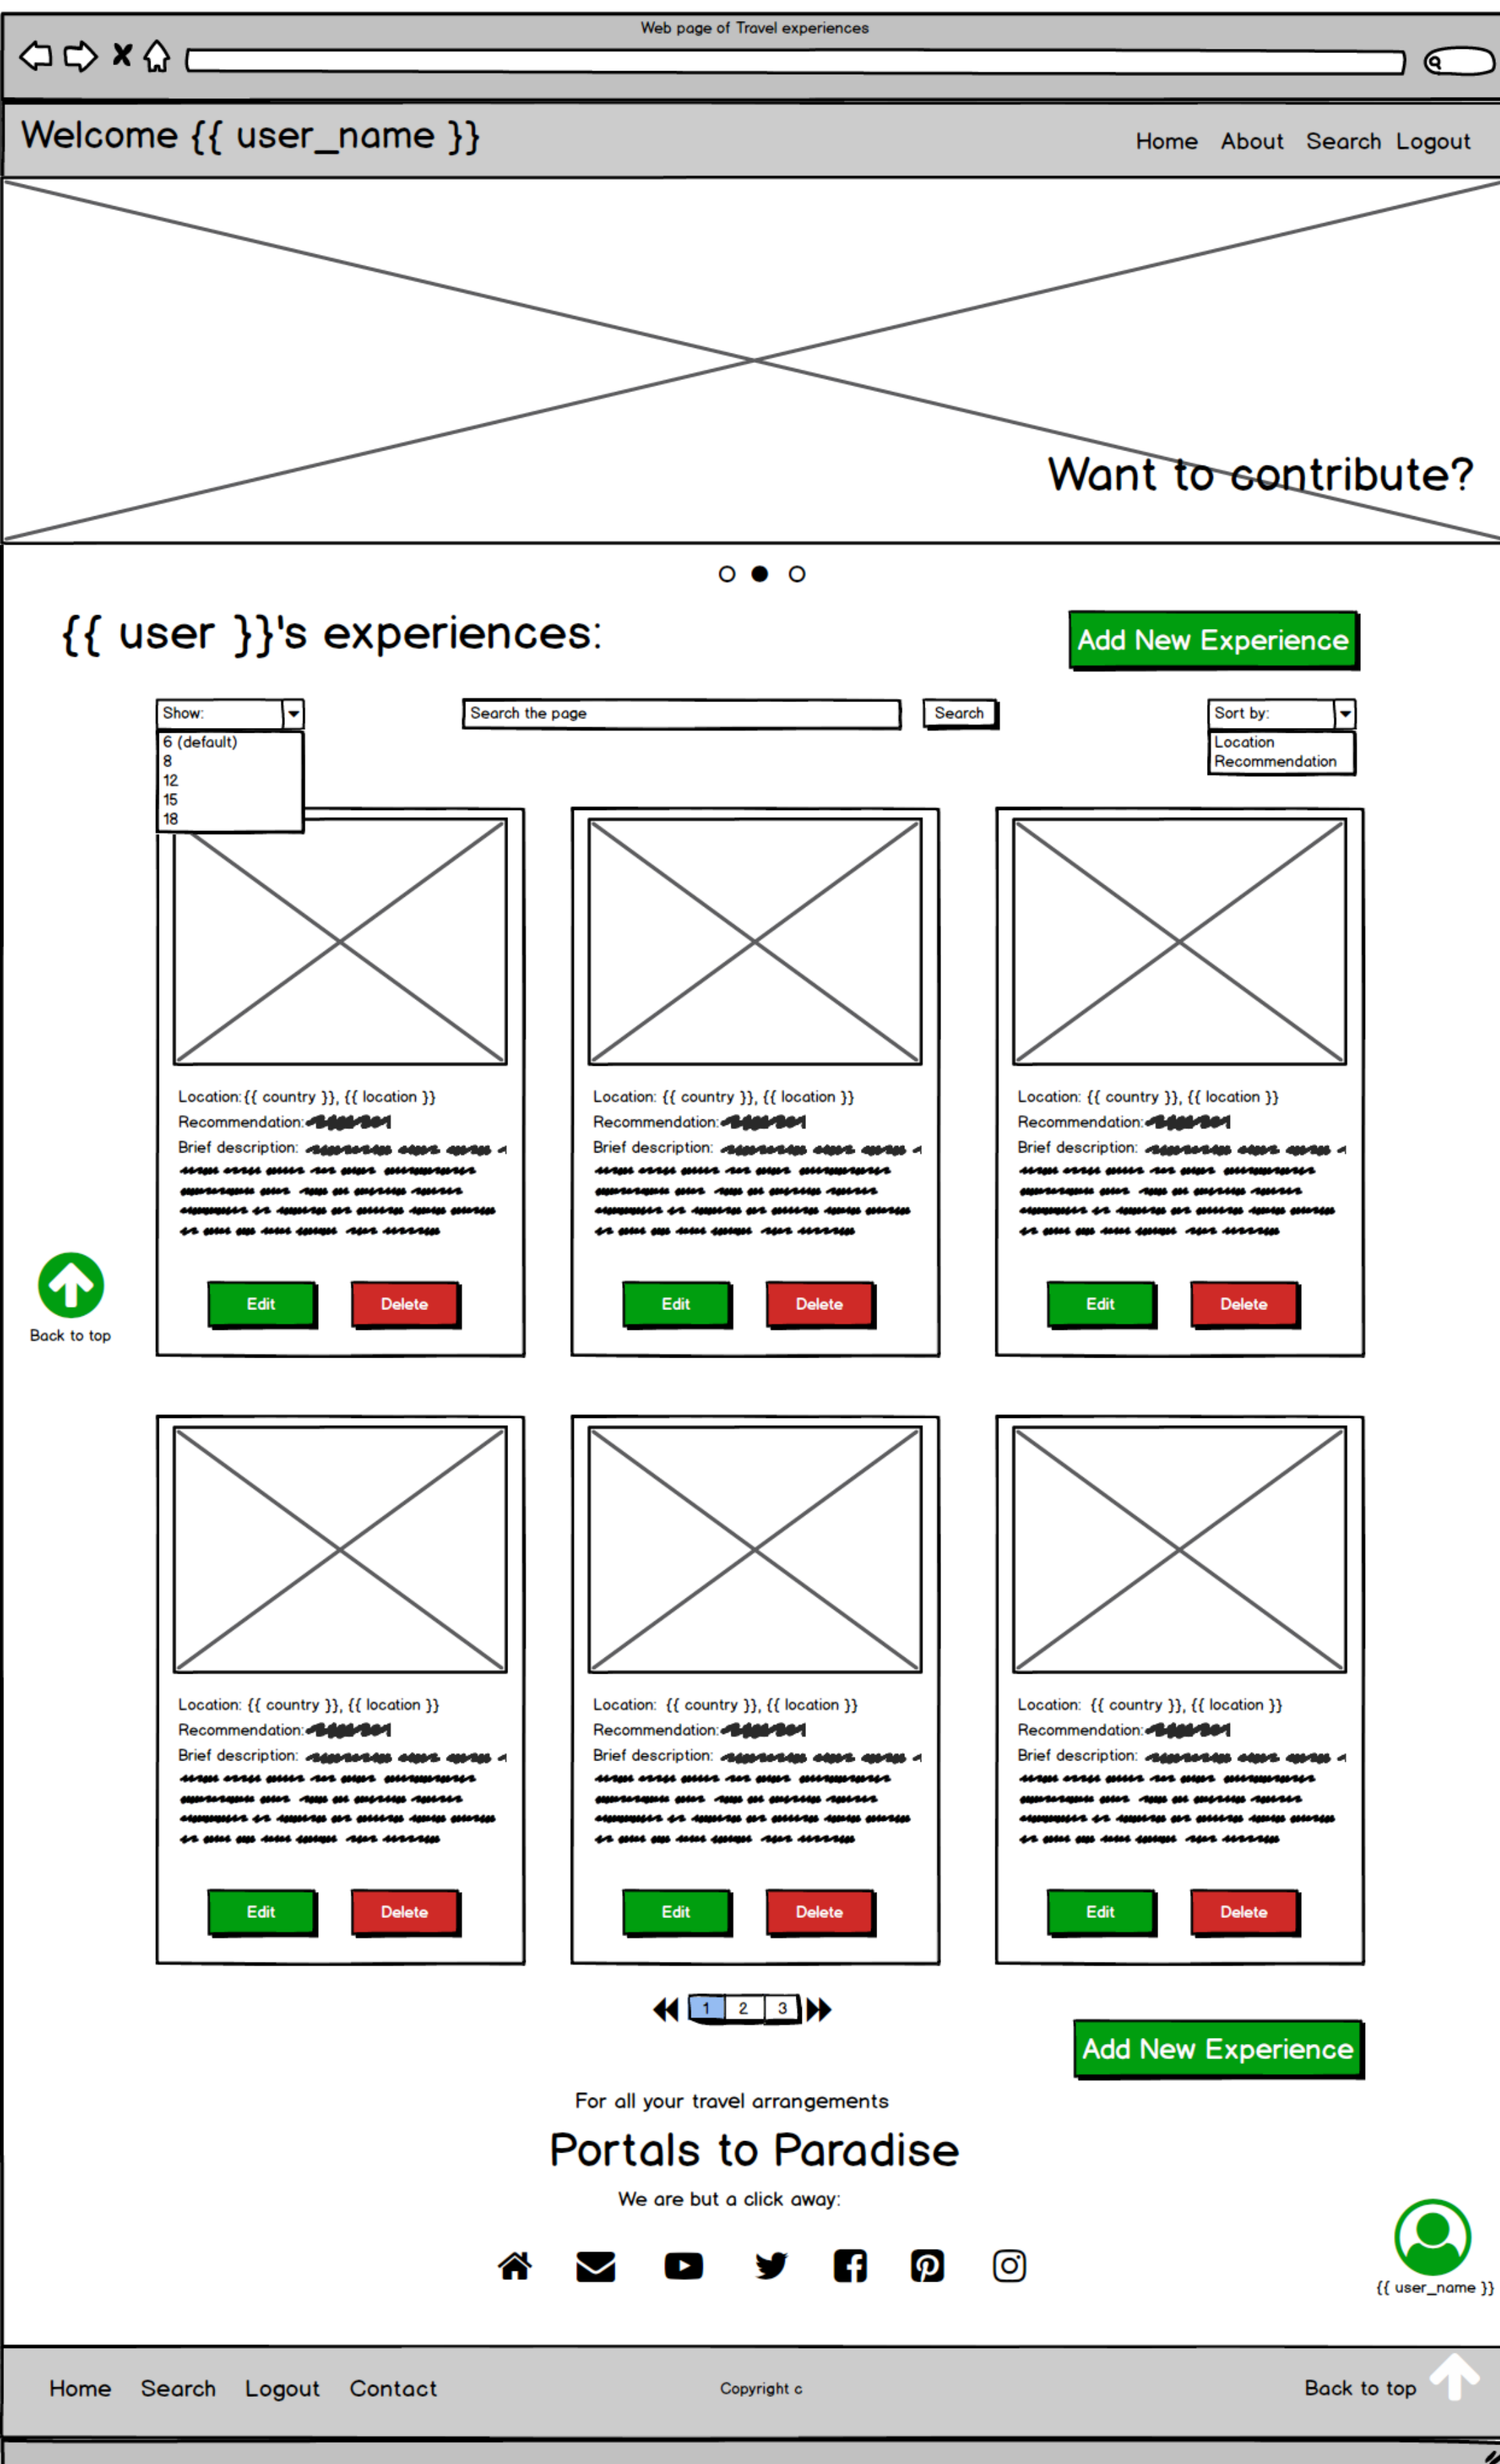 Web page of Travel experiences
Welcome {{ user_name }}
Home About Search Logout
Want to contribute?
{{ user }}'s experiences:
Add New Experience
Show:
Search the page
Search
Sort by:
6 (default)
8
12
15
18
Location
Recommendation
Location:{{ country }}, {{ location }}
Recommendation:
Brief description:
Edit Delete
Location: {{ country }}, {{ location }}
Recommendation:
Brief description:
Edit Delete
Location: {{ country }}, {{ location }}
Recommendation:
Brief description:
Edit Delete
Back to top
Location: {{ country }}, {{ location }}
Recommendation:
Brief description:
Edit Delete
Location: {{ country }}, {{ location }}
Recommendation:
Brief description:
Edit Delete
Location: {{ country }}, {{ location }}
Recommendation:
Brief description:
Edit Delete
1 2 3
Add New Experience
For all your travel arrangements
Portals to Paradise
We are but a click away:
{{ user_name }}
Home Search Logout Contact
Copyright c
Back to top